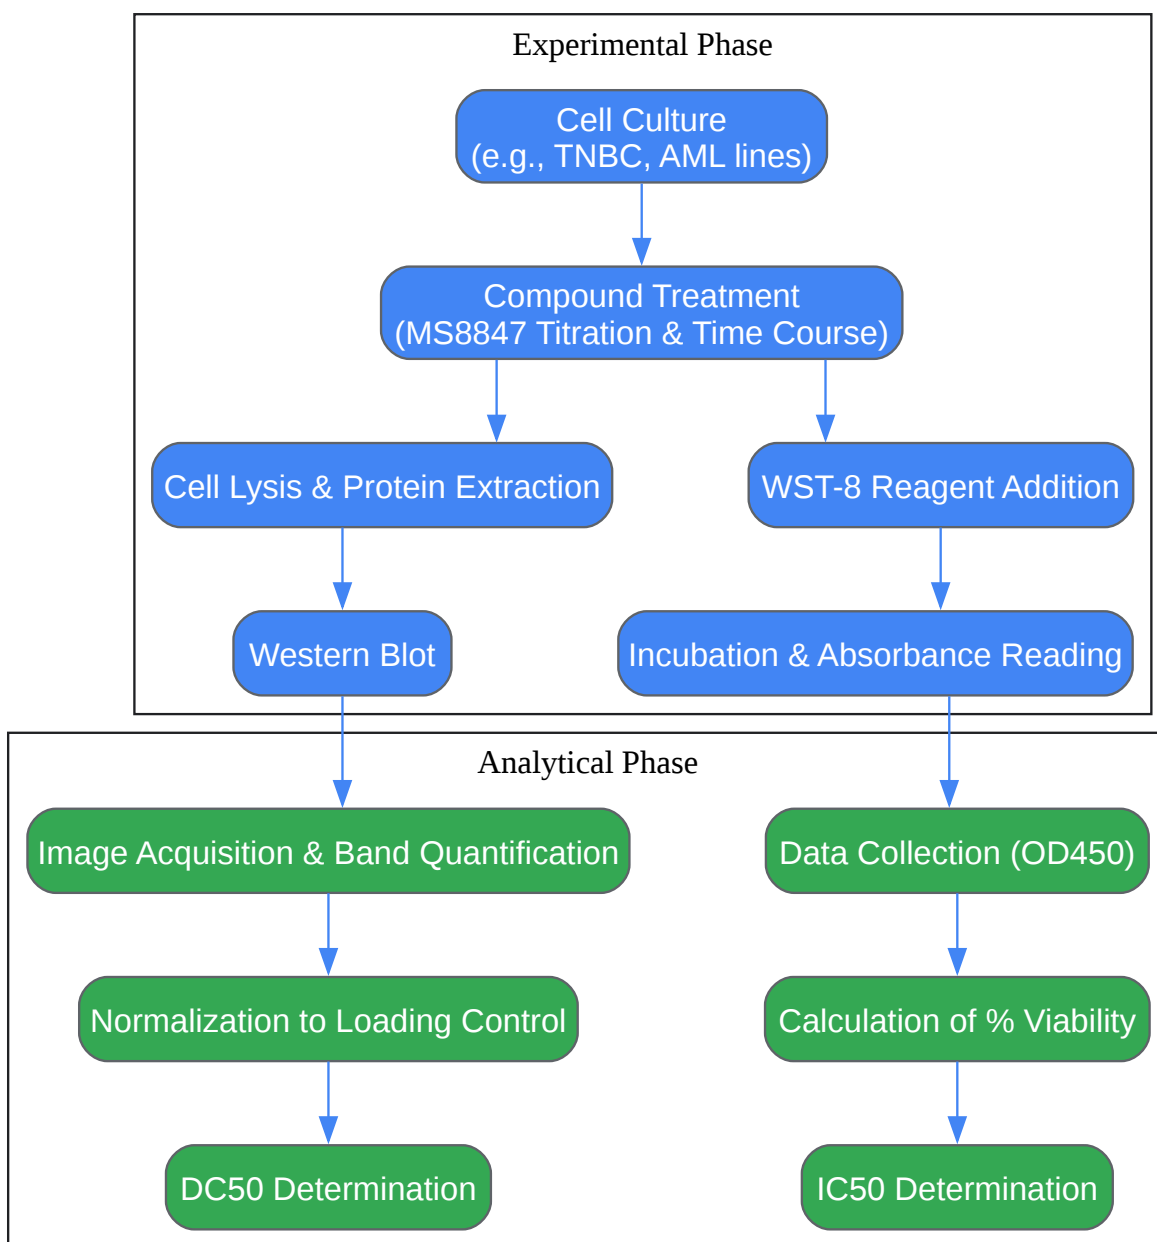 Experimental Phase
Cell Culture
(e.g., TNBC, AML lines)
Compound Treatment
(MS8847 Titration & Time Course)
Cell Lysis & Protein Extraction
WST-8 Reagent Addition
Western Blot
Incubation & Absorbance Reading
Analytical Phase
Image Acquisition & Band Quantification
Data Collection (OD450)
Normalization to Loading Control
Calculation of % Viability
DC50 Determination
IC50 Determination